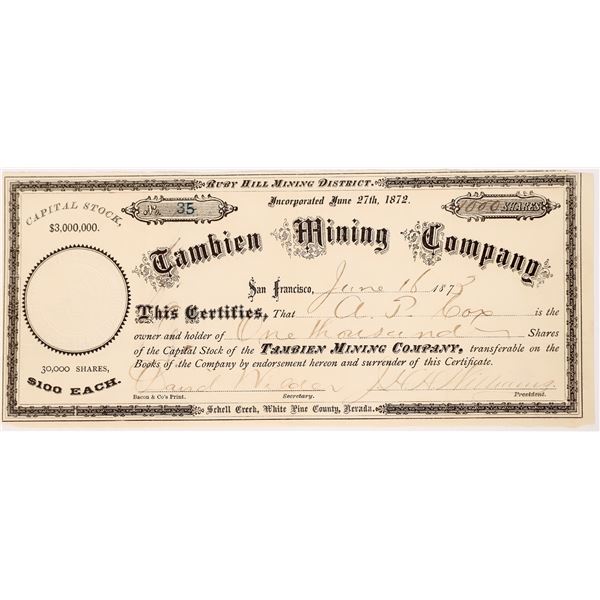 Ruby Hill Mining District.
CAPITAL STOCK,
$3,000,000.
No. 35
Incorporated June 27th, 1872.
1000 SHARES
Tambien Mining Company
San Francisco, June 16 1873
This Certifies, That A. P. Cox is the
owner and holder of One thousand Shares
of the Capital Stock of the TAMBIEN MINING COMPANY, transferable on the
Books of the Company by endorsement hereon and surrender of this Certificate.
30,000 SHARES,
$100 EACH.
David Wilder
Bacon & Co's Print.
Secretary.
President.
Schell Creek, White Pine County, Nevada.